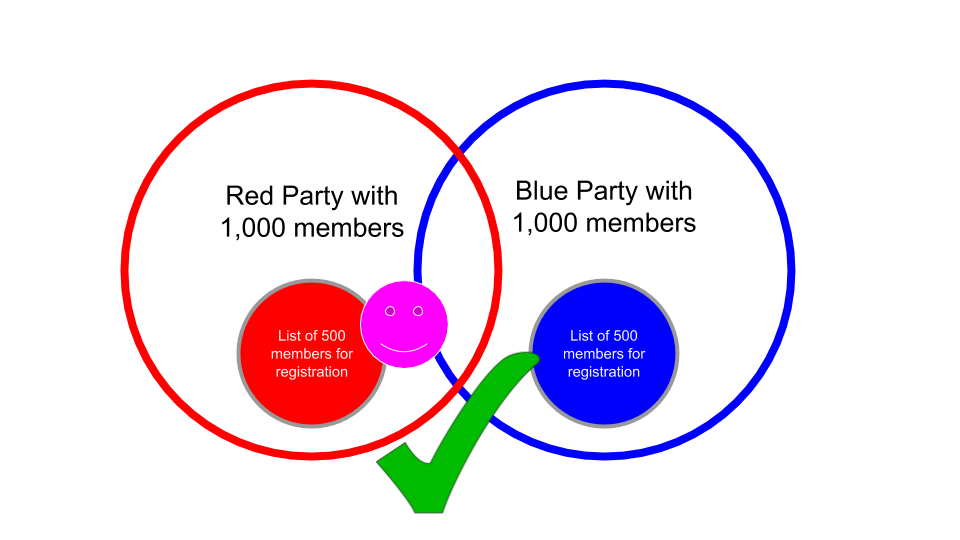 Red Party with
1,000 members
Blue Party with
1,000 members
List of 500
members for
registration
List of 500
members for
registration